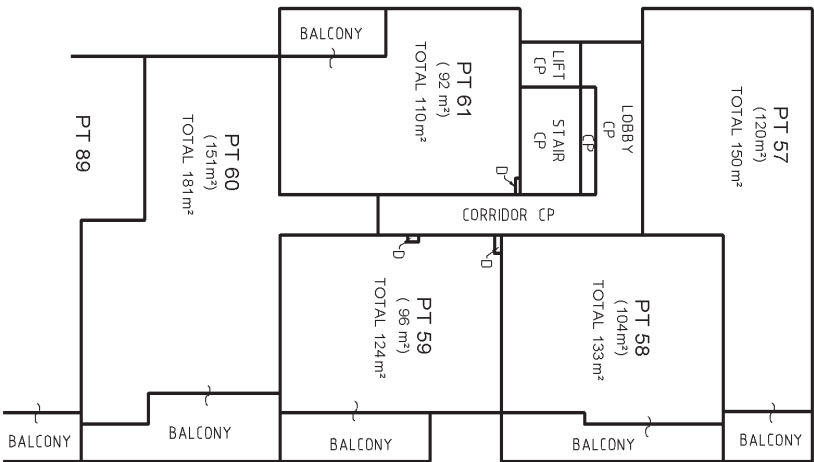 BALCONY
PT 61
( 92 m²)
TOTAL 110m²
LIFT
CP
STAIR
CP
CP
LOBBY
CP
PT 57
(120m²)
TOTAL 150m²
PT 89
PT 60
(151m²)
TOTAL 181m²
D
CORRIDOR CP
D
D
PT 59
( 96 m²)
TOTAL 124m²
PT 58
(104m²)
TOTAL 133m²
BALCONY
BALCONY
BALCONY
BALCONY
BALCONY